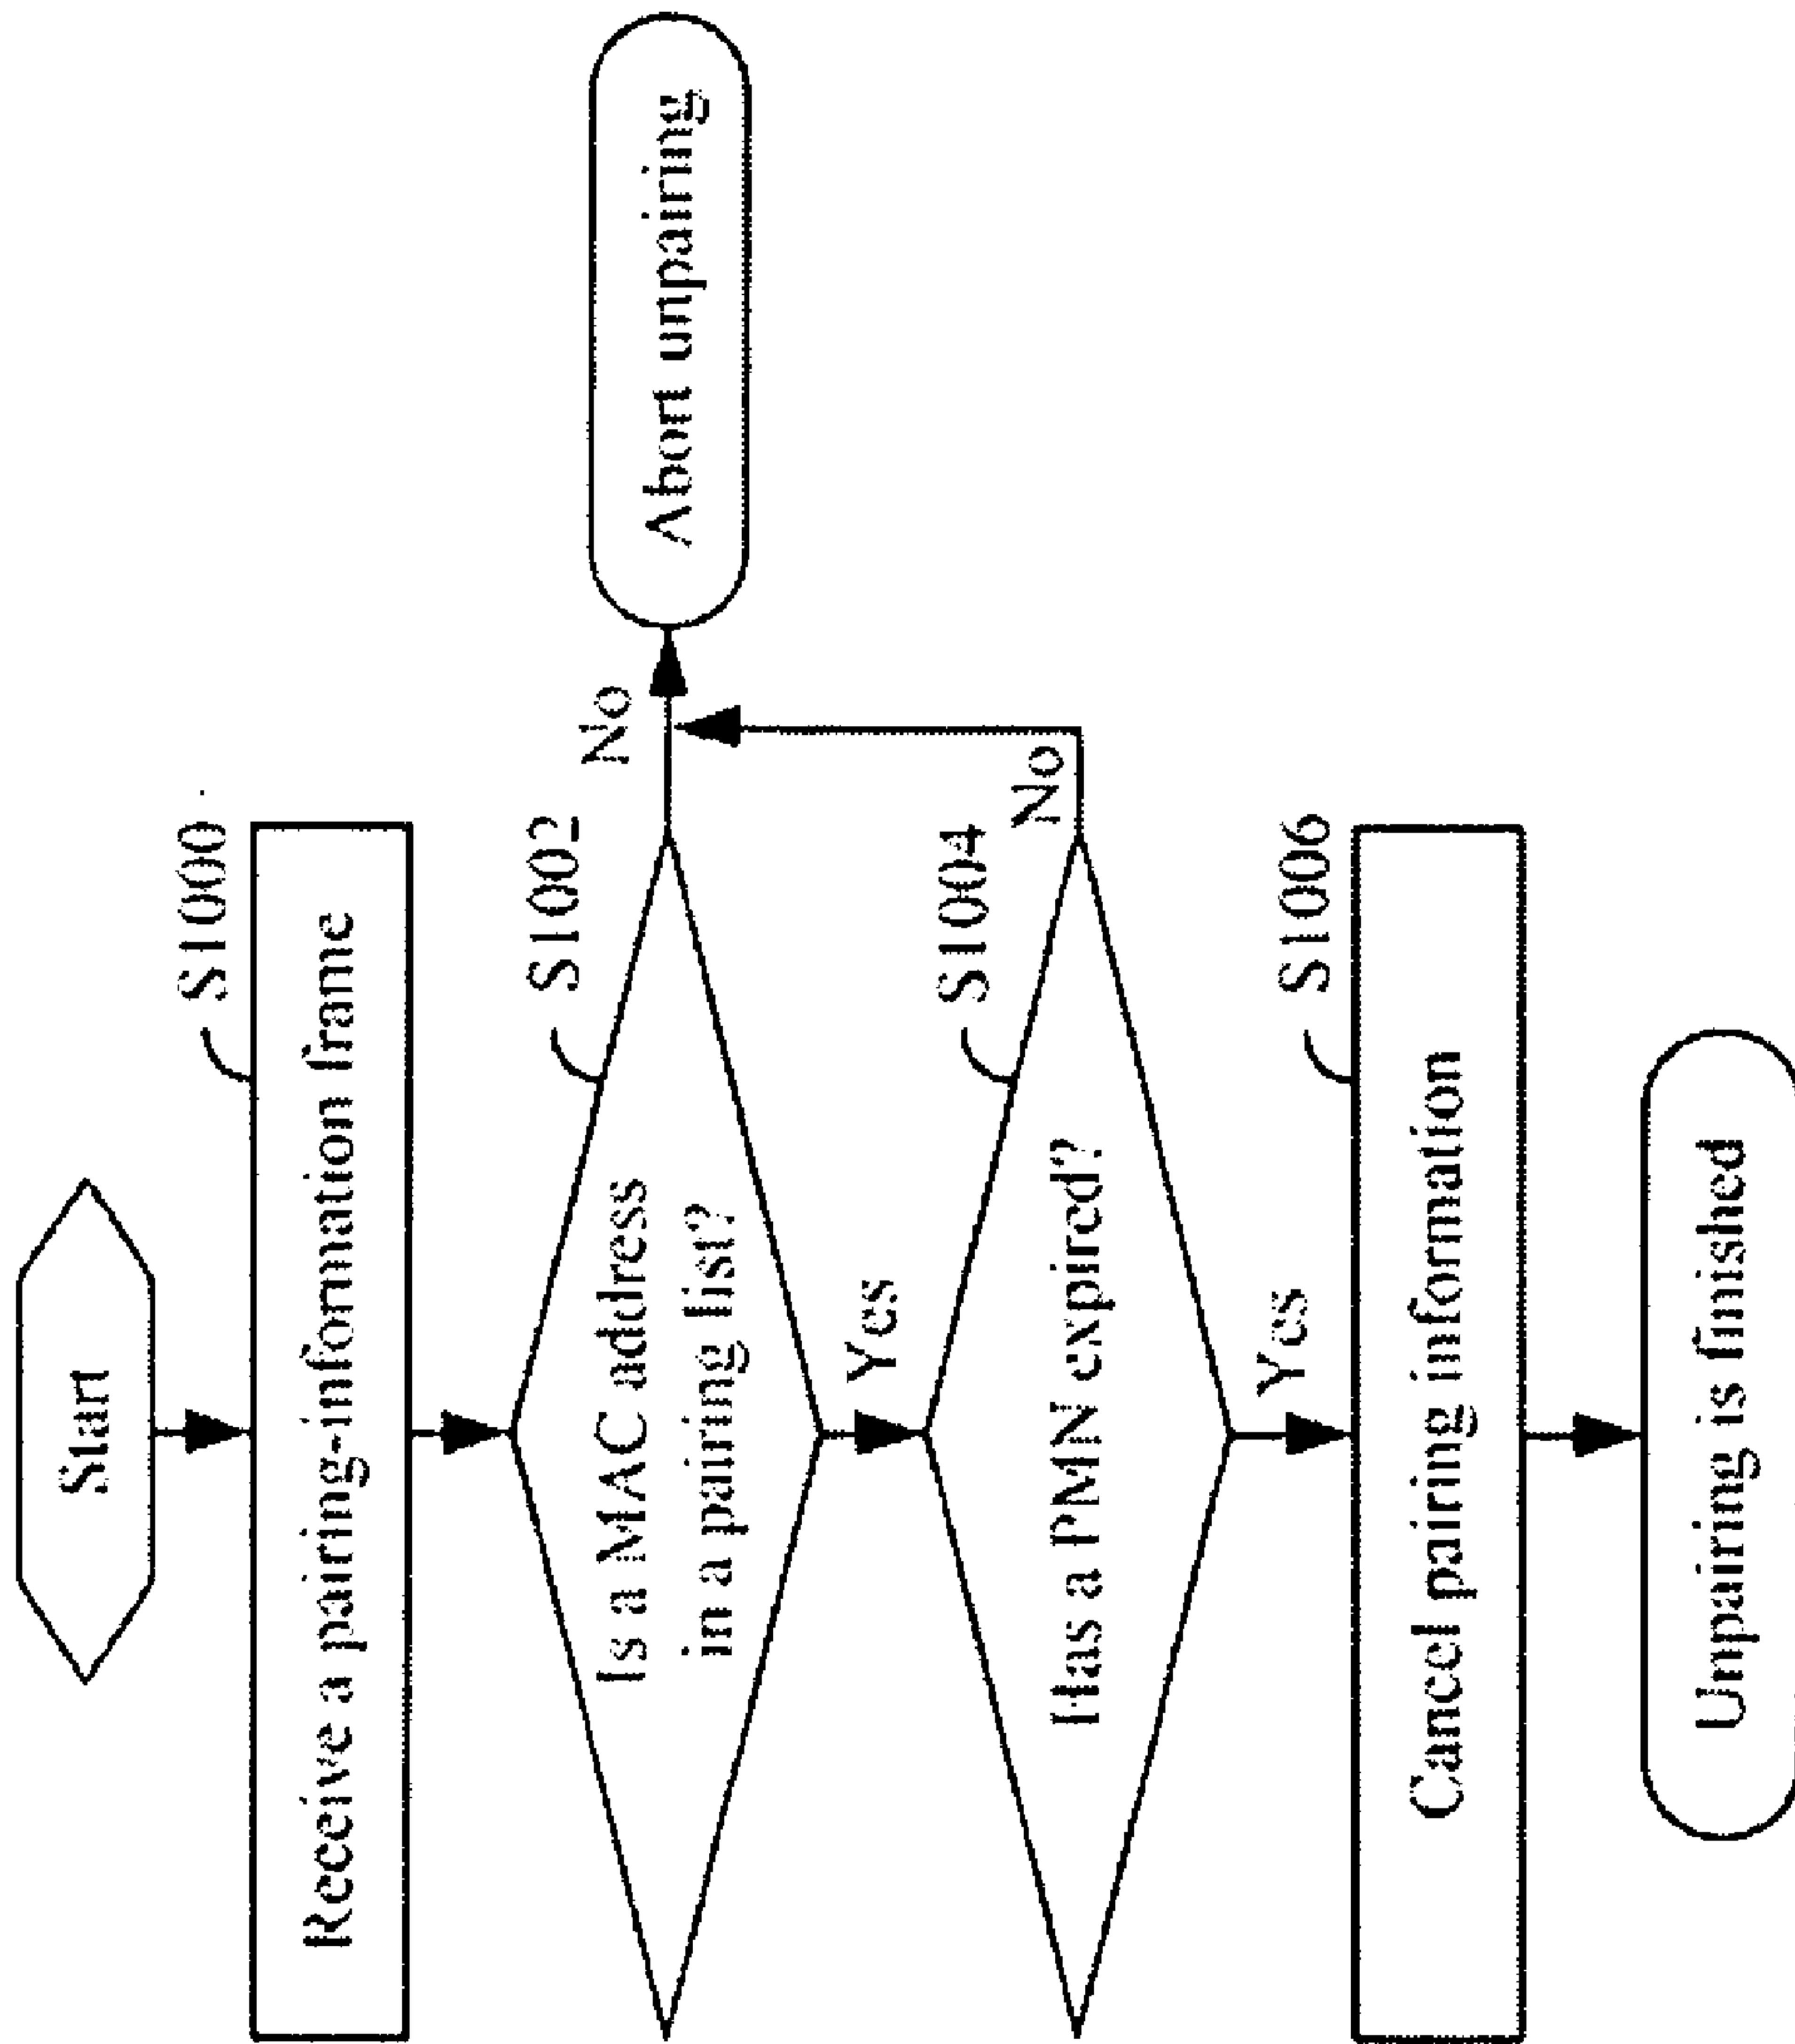 Start
S1000
Receive a pairing-information frame
S1002
Is a MAC address
in a pairing list?
No
Abort unpairing
Yes
S1004
Has a PMN expired?
No
Yes
S1006
Cancel pairing information
Unpairing is finished